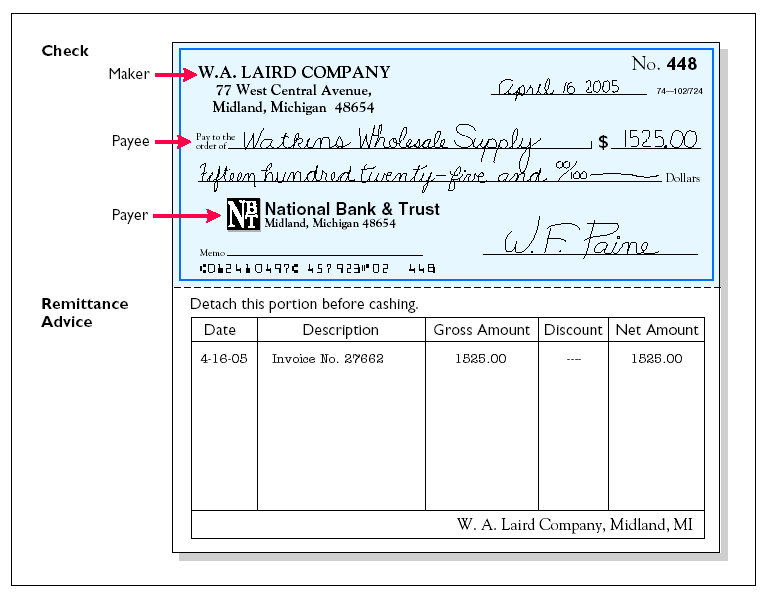 Check
Maker
W.A. LAIRD COMPANY
77 West Central Avenue,
Midland, Michigan 48654
No. 448
April 16 2005
74—102/724
Payee
Pay to the
order of
Watkins Wholesale Supply
$ 1525.00
Fifteen hundred twenty-five and 00/100
Dollars
Payer
NBT
National Bank & Trust
Midland, Michigan 48654
Memo
W. F. Paine
448
Remittance
Advice
Detach this portion before cashing.
Date Description Gross Amount Discount Net Amount
4-16-05 Invoice No. 27662 1525.00 ---- 1525.00
W. A. Laird Company, Midland, MI